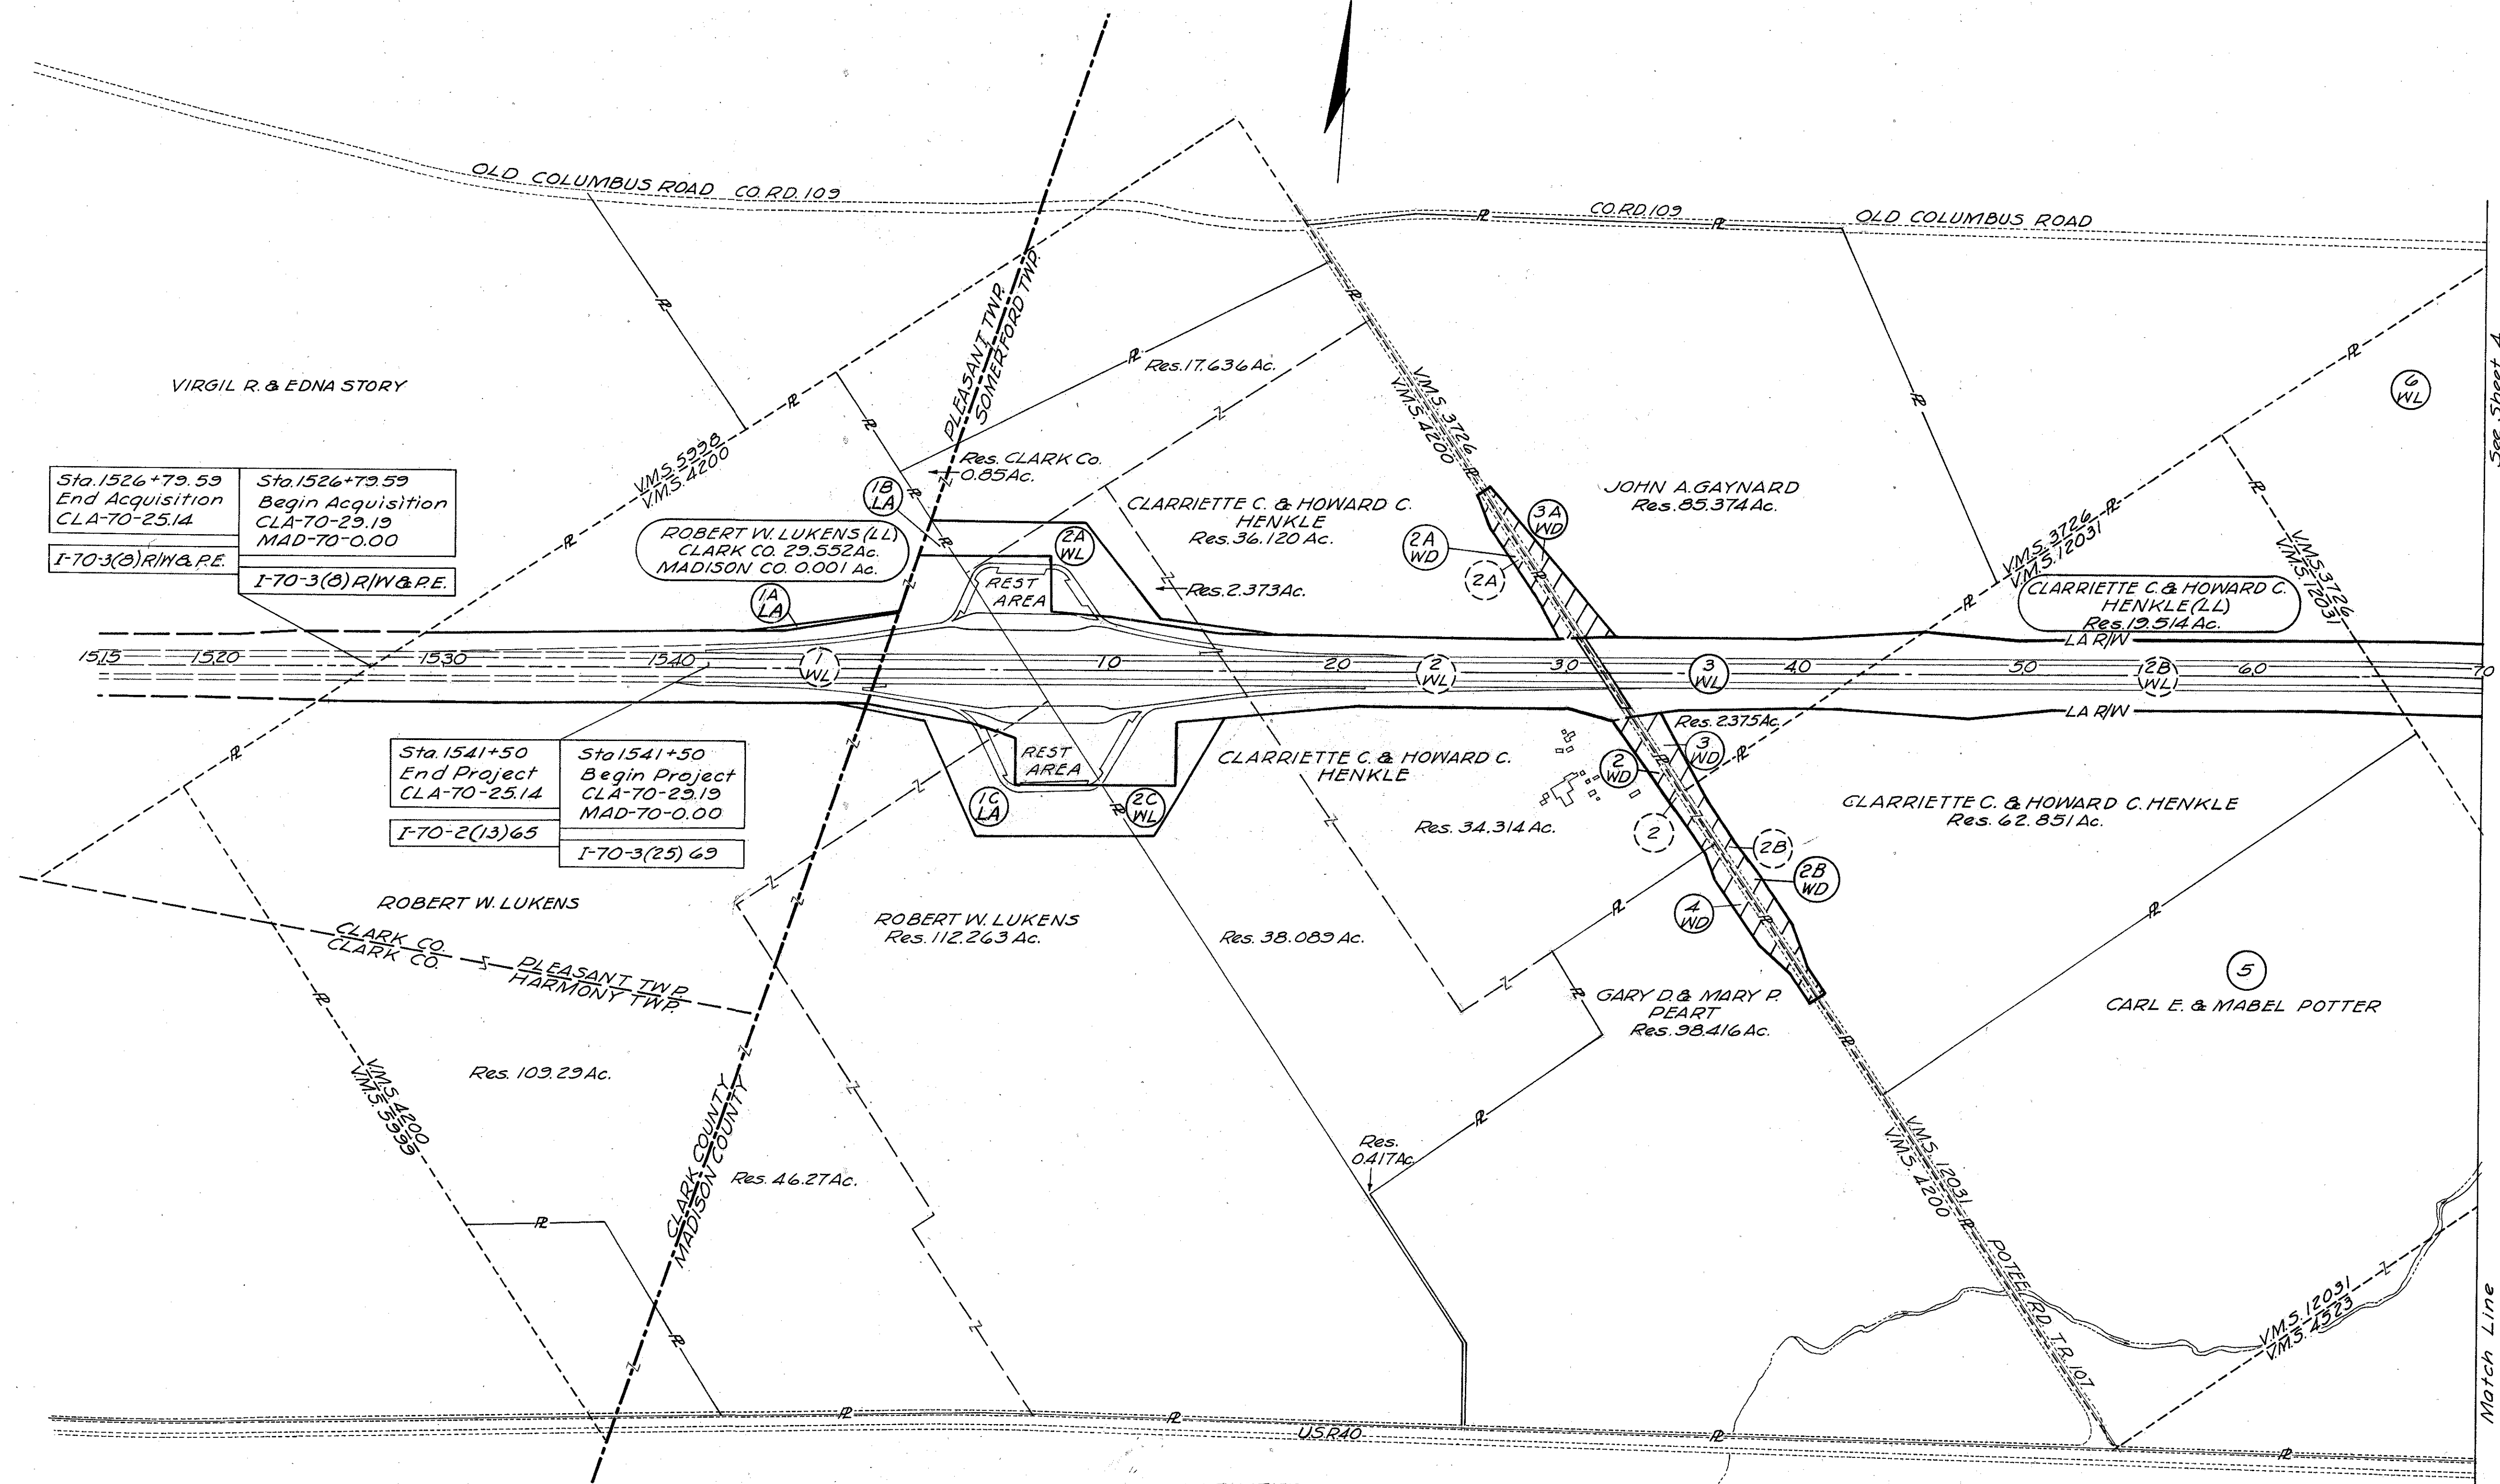 OLD COLUMBUS ROAD CO. RD. 109
CO. RD. 109
OLD COLUMBUS ROAD
PLEASANT TWP.
SOMERFORD TWP.
VIRGIL R. & EDNA STORY
V.M.S. 5998
V.M.S. 4200
Res. 17.636 Ac.
V.M.S. 3726
V.M.S. 4200
6
WL
See Sheet 4
Sta. 1526+79.59
End Acquisition
CLA-70-25.14
I-70-3(8) R/W & P.E.
Sta. 1526+79.59
Begin Acquisition
CLA-70-29.19
MAD-70-0.00
I-70-3(8) R/W & P.E.
Res. CLARK Co.
0.85 Ac.
1B
LA
ROBERT W. LUKENS (LL)
CLARK CO. 29.552 Ac.
MADISON CO. 0.001 Ac.
1A
LA
2A
WL
REST
AREA
CLARRIETTE C. & HOWARD C.
HENKLE
Res. 36.120 Ac.
Res. 2.373 Ac.
2A
WD
2A
3A
WD
JOHN A. GAYNARD
Res. 85.374 Ac.
V.M.S. 3726
V.M.S. 12031
V.M.S. 3726
V.M.S. 12031
CLARRIETTE C. & HOWARD C.
HENKLE (LL)
Res. 19.514 Ac.
LA R/W
1515 1520 1530 1540 1 WL 10 20 2 WL 30 3 WL 40 50 2B WL 60 70
LA R/W
Sta. 1541+50
End Project
CLA-70-25.14
I-70-2(13)65
Sta 1541+50
Begin Project
CLA-70-29.19
MAD-70-0.00
I-70-3(25) 69
REST
AREA
1C
LA
2C
WL
CLARRIETTE C. & HOWARD C.
HENKLE
Res. 2375 Ac.
3
WD
2
WD
2
Res. 34.314 Ac.
CLARRIETTE C. & HOWARD C. HENKLE
Res. 62.851 Ac.
2B
2B
WD
4
WD
ROBERT W. LUKENS
CLARK CO.
CLARK CO.
PLEASANT TWP.
HARMONY TWP.
ROBERT W. LUKENS
Res. 112.263 Ac.
Res. 38.089 Ac.
GARY D. & MARY P.
PEART
Res. 98.416 Ac.
5
CARL E. & MABEL POTTER
Res. 109.29 Ac.
V.M.S. 4200
V.M.S. 5999
CLARK COUNTY
MADISON COUNTY
Res. 46.27 Ac.
Res.
0.417 Ac.
V.M.S. 12031
V.M.S. 4200
POTEE RD. T.R. 107
V.M.S. 12031
V.M.S. 4523
Match Line
U.S.R. 40